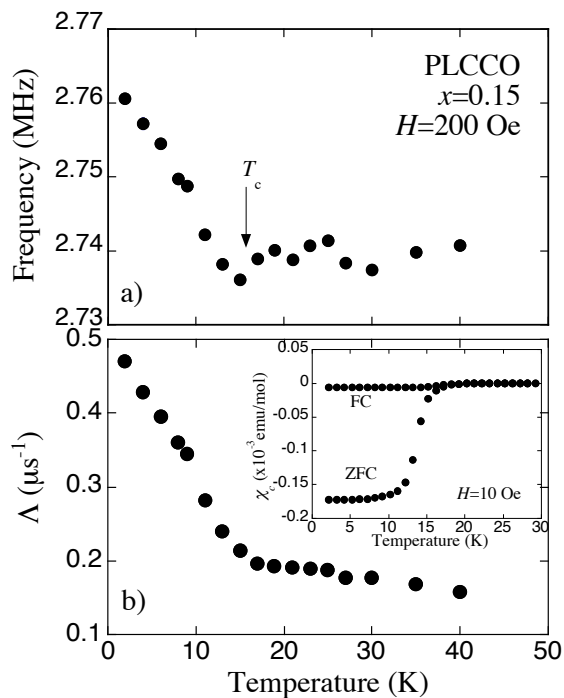 2.77
PLCCO
x=0.15
H=200 Oe
2.76
2.75
T_c
2.74
2.73
Frequency (MHz)
a)
0.5
0.4
0.3
0.2
0.1
Λ (μs⁻¹)
b)
0.05
0
-0.05
-0.1
-0.15
-0.2
χ_c (x10⁻³ emu/mol)
FC
ZFC
H=10 Oe
0 5 10 15 20 25 30
Temperature (K)
0 10 20 30 40 50
Temperature (K)